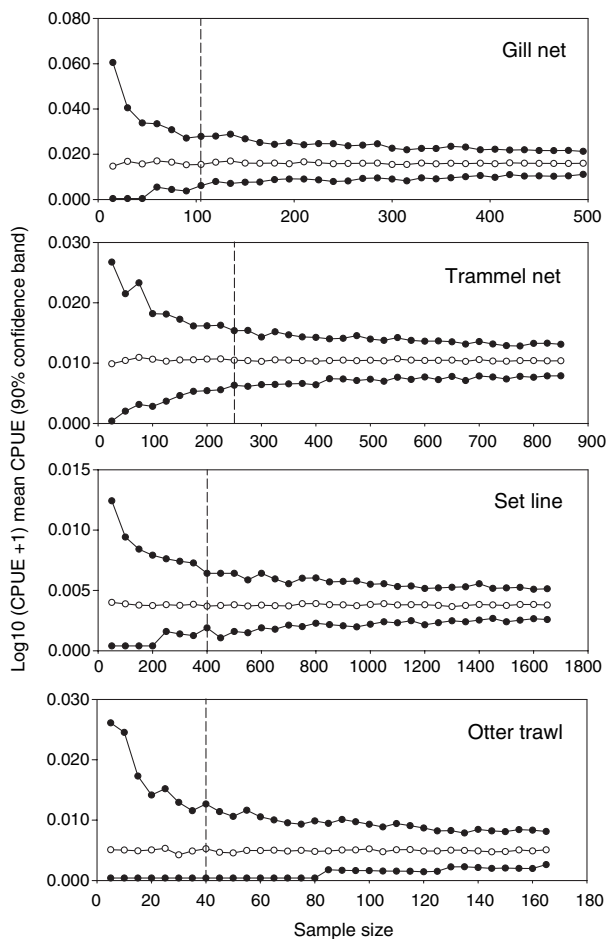 Log10 (CPUE +1) mean CPUE (90% confidence band)
0.080
0.060
0.040
0.020
0.000
Gill net
0 100 200 300 400 500
0.030
0.020
0.010
0.000
Trammel net
0 100 200 300 400 500 600 700 800 900
0.015
0.010
0.005
0.000
Set line
0 200 400 600 800 1000 1200 1400 1600 1800
0.030
0.020
0.010
0.000
Otter trawl
0 20 40 60 80 100 120 140 160 180
Sample size